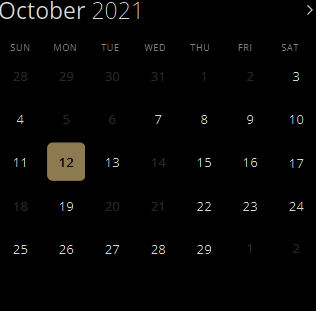 October 2021
SUN MON TUE WED THU FRI SAT
28 29 30 31 1 2 3
4 5 6 7 8 9 10
11 12 13 14 15 16 17
18 19 20 21 22 23 24
25 26 27 28 29 1 2